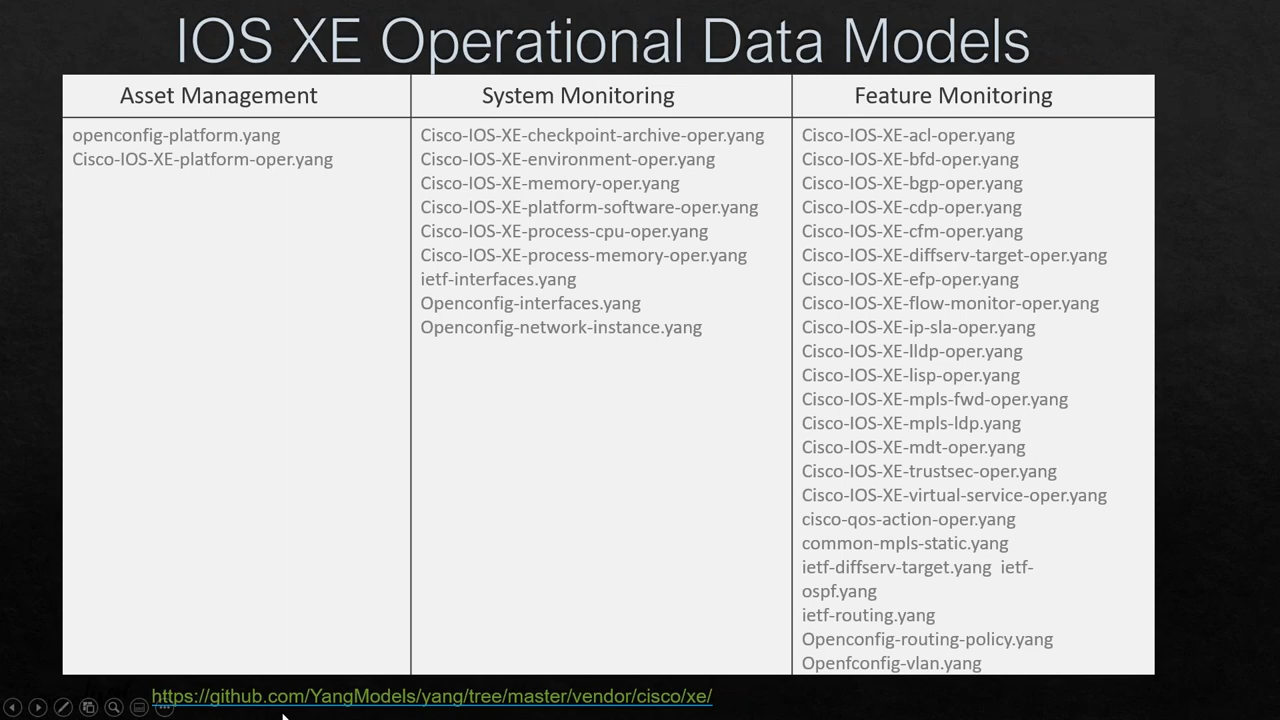 IOS XE Operational Data Models
Asset Management
openconfig-platform.yang
Cisco-IOS-XE-platform-oper.yang
System Monitoring
Cisco-IOS-XE-checkpoint-archive-oper.yang
Cisco-IOS-XE-environment-oper.yang
Cisco-IOS-XE-memory-oper.yang
Cisco-IOS-XE-platform-software-oper.yang
Cisco-IOS-XE-process-cpu-oper.yang
Cisco-IOS-XE-process-memory-oper.yang
ietf-interfaces.yang
Openconfig-interfaces.yang
Openconfig-network-instance.yang
Feature Monitoring
Cisco-IOS-XE-acl-oper.yang
Cisco-IOS-XE-bfd-oper.yang
Cisco-IOS-XE-bgp-oper.yang
Cisco-IOS-XE-cdp-oper.yang
Cisco-IOS-XE-cfm-oper.yang
Cisco-IOS-XE-diffserv-target-oper.yang
Cisco-IOS-XE-efp-oper.yang
Cisco-IOS-XE-flow-monitor-oper.yang
Cisco-IOS-XE-ip-sla-oper.yang
Cisco-IOS-XE-lldp-oper.yang
Cisco-IOS-XE-lisp-oper.yang
Cisco-IOS-XE-mpls-fwd-oper.yang
Cisco-IOS-XE-mpls-ldp.yang
Cisco-IOS-XE-mdt-oper.yang
Cisco-IOS-XE-trustsec-oper.yang
Cisco-IOS-XE-virtual-service-oper.yang
cisco-qos-action-oper.yang
common-mpls-static.yang
ietf-diffserv-target.yang ietf-
ospf.yang
ietf-routing.yang
Openconfig-routing-policy.yang
Openfconfig-vlan.yang
https://github.com/YangModels/yang/tree/master/vendor/cisco/xe/